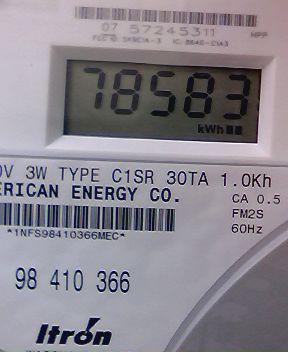 07 57245311
MPP
78583
kWh
0V 3W TYPE C1SR 30TA 1.0Kh
ERICAN ENERGY CO.
CA 0.5
FM2S
*1NFS98410366MEC*
60Hz
98 410 366
Itron